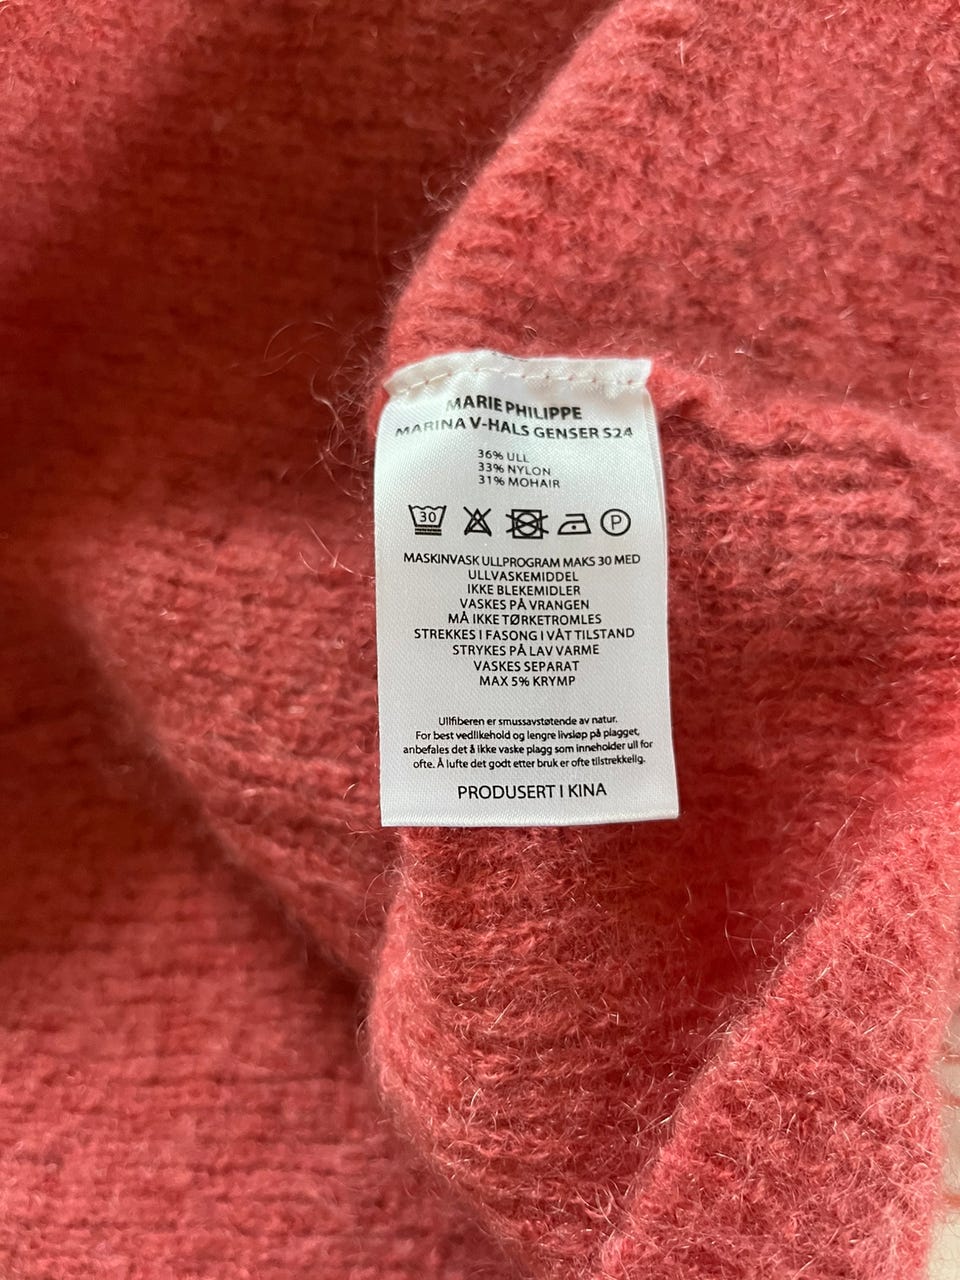 MARIE PHILIPPE
MARINA V-HALS GENSER S24
36% ULL
33% NYLON
31% MOHAIR
30 P
MASKINVASK ULLPROGRAM MAKS 30 MED
ULLVASKEMIDDEL
IKKE BLEKEMIDLER
VASKES PÅ VRANGEN
MÅ IKKE TØRKETROMLES
STREKKES I FASONG I VÅT TILSTAND
STRYKES PÅ LAV VARME
VASKES SEPARAT
MAX 5% KRYMP
Ullfiberen er smussavstøtende av natur.
For best vedlikehold og lengre livsløp på plagget,
anbefales det å ikke vaske plagg som inneholder ull for
ofte. Å lufte det godt etter bruk er ofte tilstrekkelig.
PRODUSERT I KINA